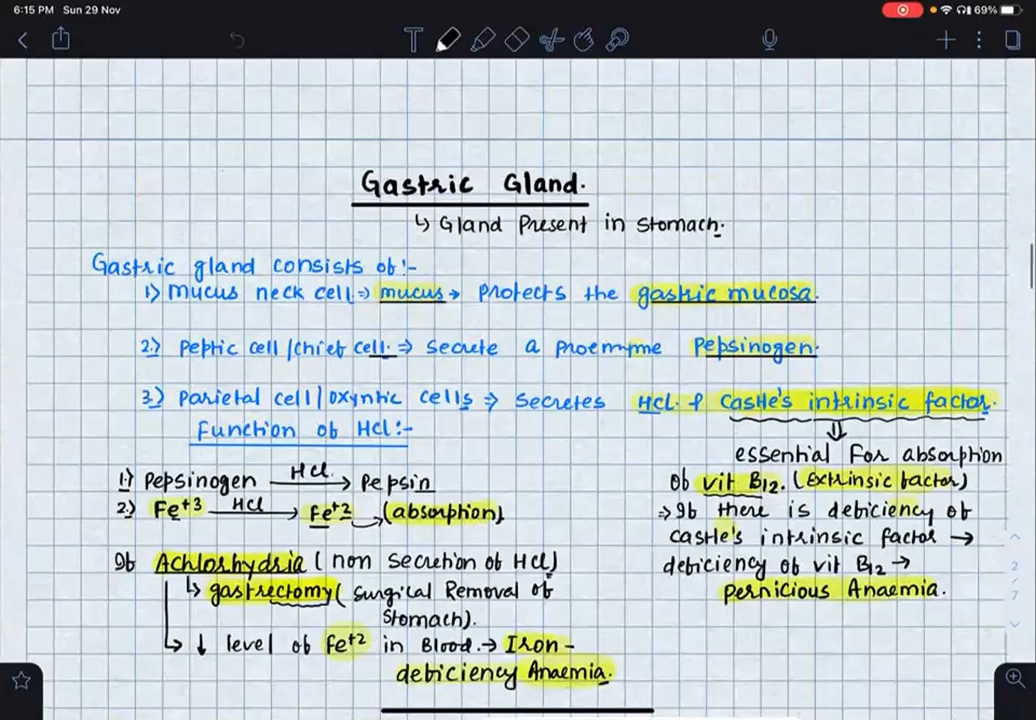 6:15 PM Sun 29 Nov
69%
Gastric Gland.
↳ Gland Present in Stomach.
Gastric gland consists of :-
1) Mucus neck cell ⇒ mucus → protects the gastric mucosa.
2.) Peptic cell / chief cell. ⇒ Secrete a proenzyme Pepsinogen.
3.) Parietal cell / oxyntic cells ⇒ Secretes HCl. & Castle's intrinsic factor.
Function of HCl :-
1.) Pepsinogen HCl. → Pepsin
2.) Fe+3 HCl → Fe+2 → (absorption)
If Achlorhydria ( non Secretion of HCl)
↳ gastrectomy ( Surgical Removal of
Stomach).
↳ ↓ level of Fe+2 in Blood. → Iron-
deficiency Anaemia.
⇓
essential For absorption
of vit B12. (Extrinsic factor)
⇒ If there is deficiency of
castle's intrinsic factor →
deficiency of vit B12 →
pernicious Anaemia.
2
7